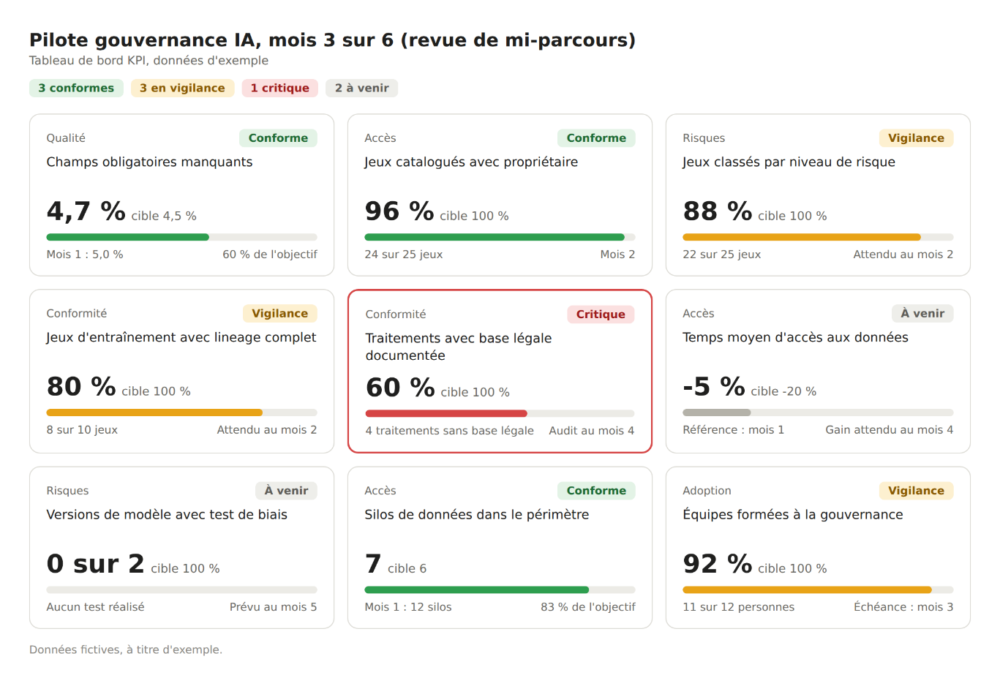 Pilote gouvernance IA, mois 3 sur 6 (revue de mi-parcours)
Tableau de bord KPI, données d'exemple
3 conformes
3 en vigilance
1 critique
2 à venir
Qualité
Conforme
Champs obligatoires manquants
4,7 % cible 4,5 %
Mois 1 : 5,0 %
60 % de l'objectif
Accès
Conforme
Jeux catalogués avec propriétaire
96 % cible 100 %
24 sur 25 jeux
Mois 2
Risques
Vigilance
Jeux classés par niveau de risque
88 % cible 100 %
22 sur 25 jeux
Attendu au mois 2
Conformité
Vigilance
Jeux d'entraînement avec lineage complet
80 % cible 100 %
8 sur 10 jeux
Attendu au mois 2
Conformité
Critique
Traitements avec base légale
documentée
60 % cible 100 %
4 traitements sans base légale
Audit au mois 4
Accès
À venir
Temps moyen d'accès aux données
-5 % cible -20 %
Référence : mois 1
Gain attendu au mois 4
Risques
À venir
Versions de modèle avec test de biais
0 sur 2 cible 100 %
Aucun test réalisé
Prévu au mois 5
Accès
Conforme
Silos de données dans le périmètre
7 cible 6
Mois 1 : 12 silos
83 % de l'objectif
Adoption
Vigilance
Équipes formées à la gouvernance
92 % cible 100 %
11 sur 12 personnes
Échéance : mois 3
Données fictives, à titre d'exemple.